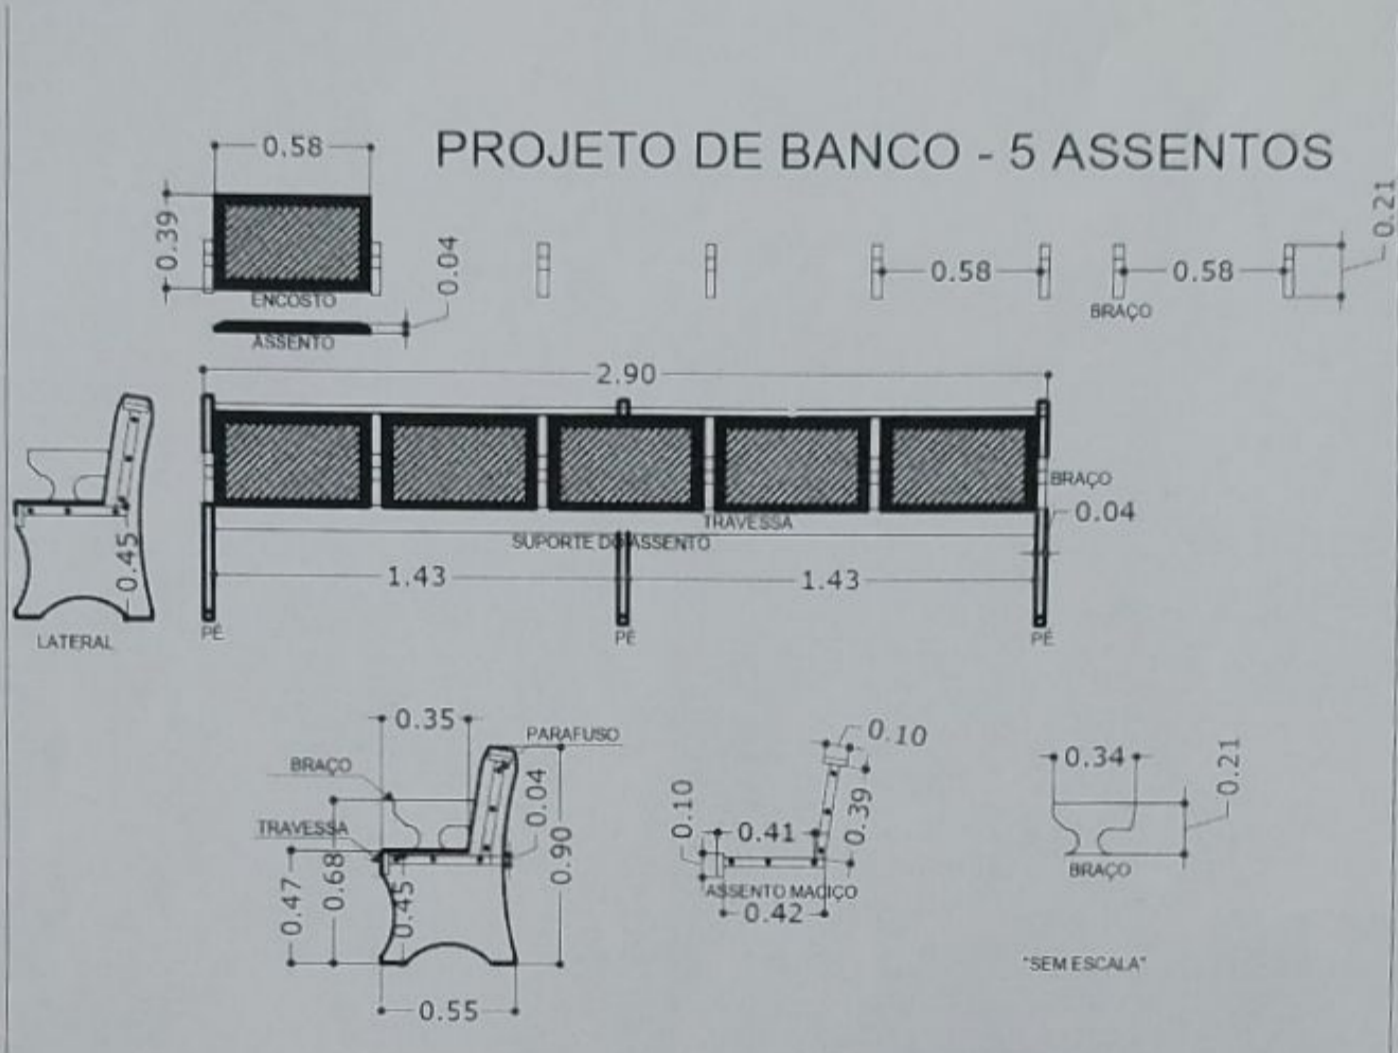 PROJETO DE BANCO - 5 ASSENTOS
0.58
0.39
ENCOSTO
0.04
ASSENTO
0.58
0.58
0.21
BRAÇO
2.90
BRAÇO
0.04
TRAVESSA
SUPORTE DO ASSENTO
1.43
1.43
0.45
LATERAL
PÉ
PÉ
PÉ
0.35
PARAFUSO
BRAÇO
TRAVESSA
0.04
0.90
0.68
0.47
0.45
0.55
0.10
0.10
0.41
0.39
ASSENTO MACIÇO
0.42
0.34
0.21
BRAÇO
"SEM ESCALA"